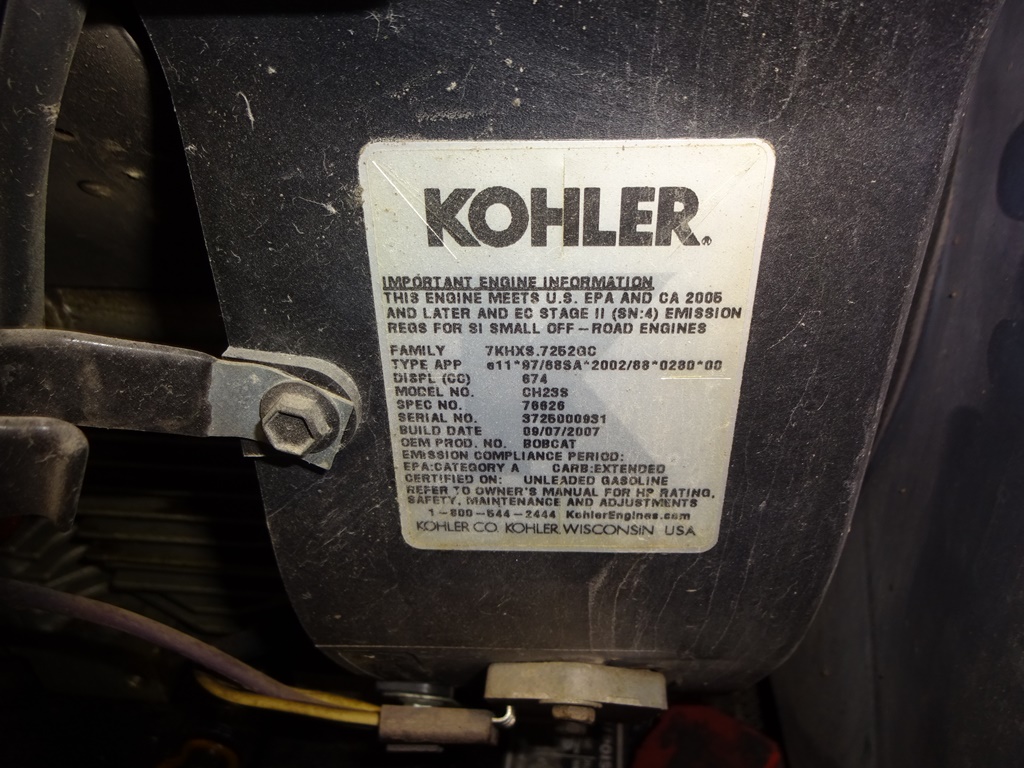 KOHLER.
IMPORTANT ENGINE INFORMATION
THIS ENGINE MEETS U.S. EPA AND CA 2005
AND LATER AND EC STAGE II (SN:4) EMISSION
REGS FOR SI SMALL OFF-ROAD ENGINES
FAMILY 7KHXS.7252GC
TYPE APP e11*97/68SA*2002/88*0280*00
DISPL (CC) 674
MODEL NO. CH23S
SPEC NO. 76626
SERIAL NO. 3725000931
BUILD DATE 09/07/2007
OEM PROD. NO. BOBCAT
EMISSION COMPLIANCE PERIOD:
EPA:CATEGORY A CARB:EXTENDED
CERTIFIED ON: UNLEADED GASOLINE
REFER TO OWNER'S MANUAL FOR HP RATING,
SAFETY, MAINTENANCE AND ADJUSTMENTS
1-800-544-2444 KohlerEngines.com
KOHLER CO. KOHLER, WISCONSIN USA